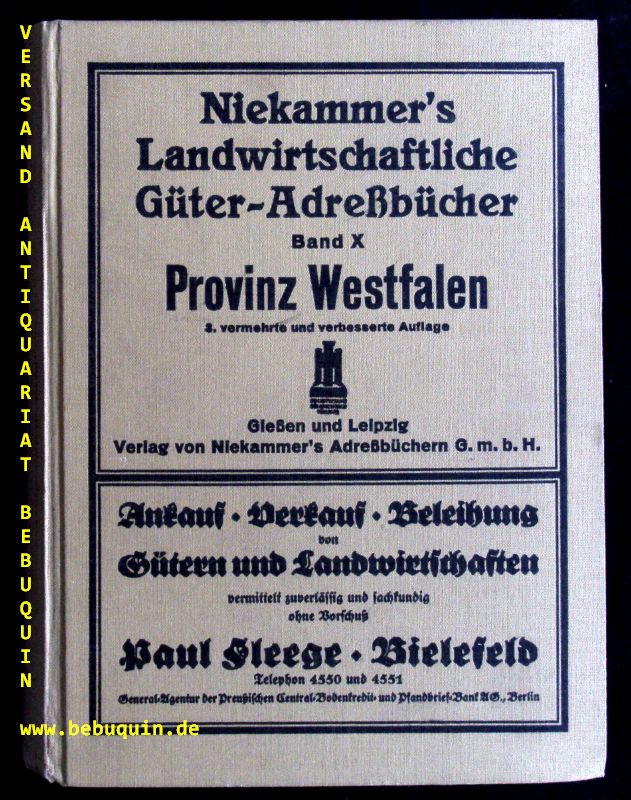 Niekammer's
Landwirtschaftliche
Güter-Adreßbücher
Band X
Provinz Westfalen
3. vermehrte und verbesserte Auflage
Gießen und Leipzig
Verlag von Niekammer's Adreßbüchern G. m. b. H.
Ankauf · Verkauf · Beleihung
von
Gütern und Landwirtschaften
vermittelt zuverlässig und sachkundig
ohne Vorschuß
Paul Fleege · Bielefeld
Telephon 4550 und 4551
General-Agentur der Preußischen Central-Bodenkredit- und Pfandbrief-Bank AG., Berlin
VERSAND ANTIQUARIAT BEBUQUIN
www.bebuquin.de